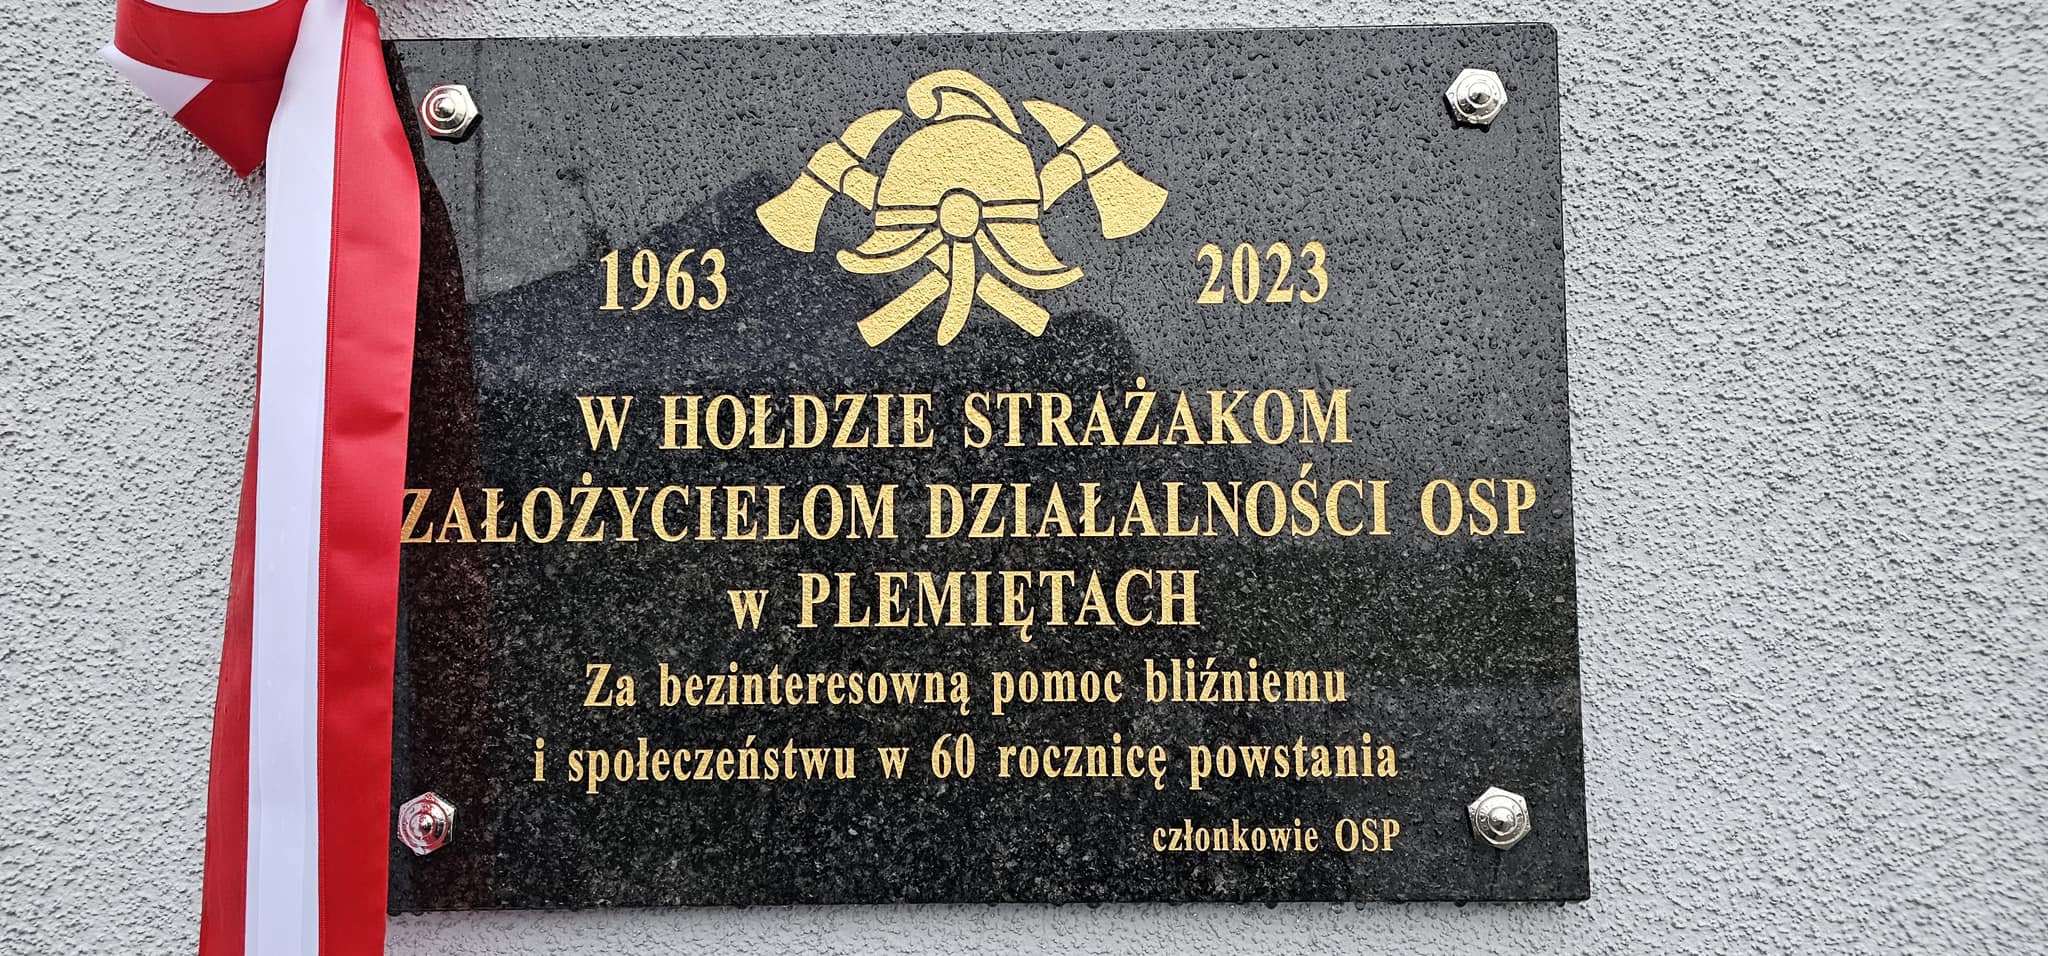 1963 2023
W HOŁDZIE STRAŻAKOM
ZAŁOŻYCIELOM DZIAŁALNOŚCI OSP
w PLEMIĘTACH
Za bezinteresowną pomoc bliźniemu
i społeczeństwu w 60 rocznicę powstania
członkowie OSP